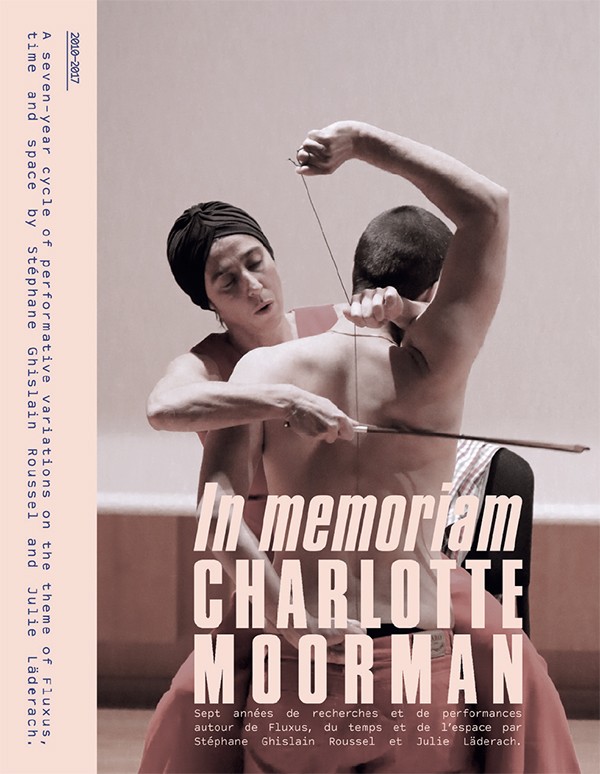 2010—2017
A seven-year cycle of performative variations on the theme of Fluxus,
time and space by Stéphane Ghislain Roussel and Julie Läderach.
In memoriam
CHARLOTTE
MOORMAN
Sept années de recherches et de performances
autour de Fluxus, du temps et de l'espace par
Stéphane Ghislain Roussel et Julie Läderach.